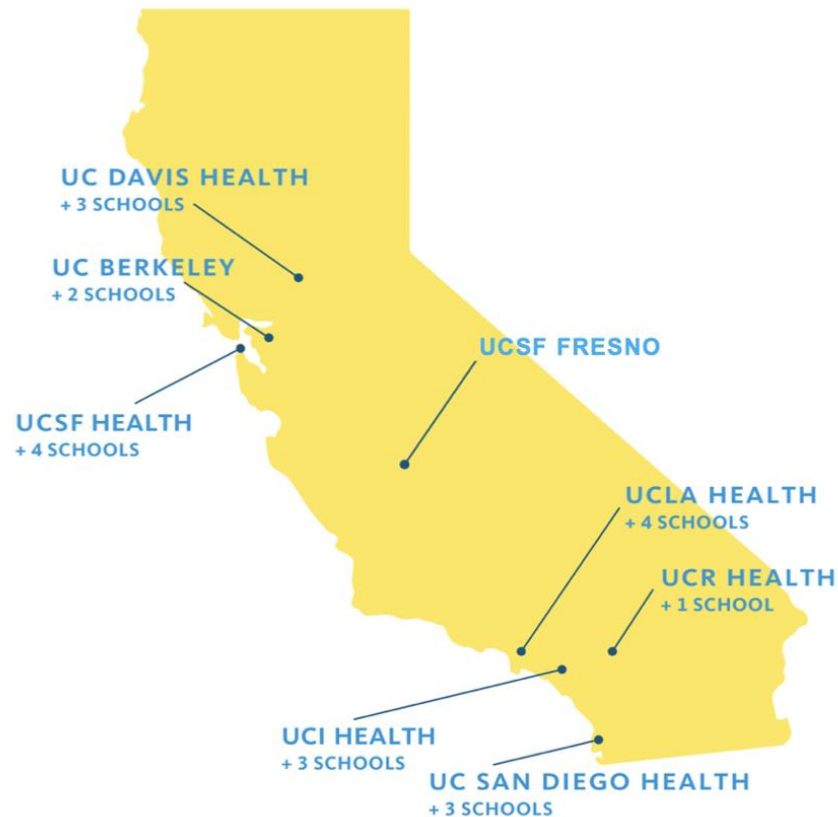 UC DAVIS HEALTH
+ 3 SCHOOLS
UC BERKELEY
+ 2 SCHOOLS
UCSF FRESNO
UCSF HEALTH
+ 4 SCHOOLS
UCLA HEALTH
+ 4 SCHOOLS
UCR HEALTH
+ 1 SCHOOL
UCI HEALTH
+ 3 SCHOOLS
UC SAN DIEGO HEALTH
+ 3 SCHOOLS